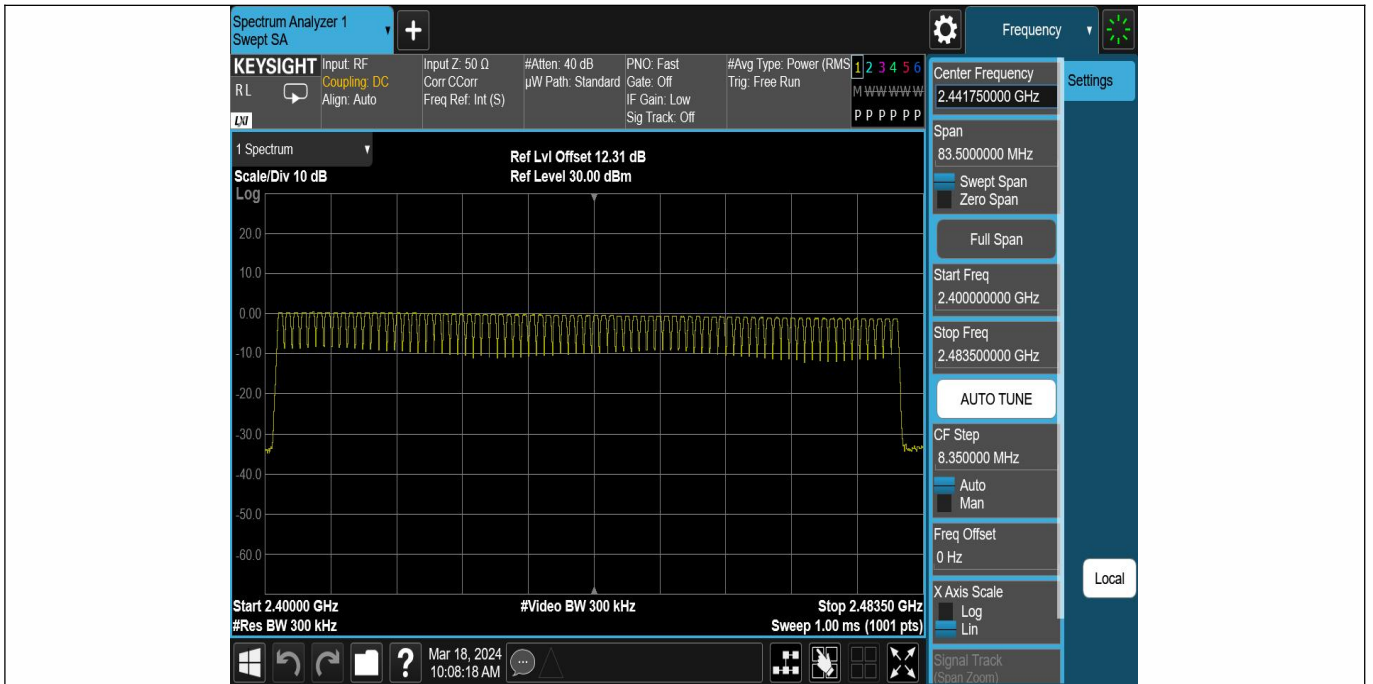 Spectrum Analyzer 1
Swept SA
+
Frequency
KEYSIGHT
RL
LXI
Input: RF
Coupling: DC
Align: Auto
Input Z: 50 Ω
Corr CCorr
Freq Ref: Int (S)
#Atten: 40 dB
µW Path: Standard
PNO: Fast
Gate: Off
IF Gain: Low
Sig Track: Off
#Avg Type: Power (RMS
Trig: Free Run
1 2 3 4 5 6
M W W W W W
P P P P P P
1 Spectrum
Scale/Div 10 dB
Ref Lvl Offset 12.31 dB
Ref Level 30.00 dBm
Log
20.0
10.0
0.00
-10.0
-20.0
-30.0
-40.0
-50.0
-60.0
Start 2.40000 GHz
#Video BW 300 kHz
Stop 2.48350 GHz
#Res BW 300 kHz
Sweep 1.00 ms (1001 pts)
?
Mar 18, 2024
10:08:18 AM
Center Frequency
2.441750000 GHz
Settings
Span
83.5000000 MHz
Swept Span
Zero Span
Full Span
Start Freq
2.400000000 GHz
Stop Freq
2.483500000 GHz
AUTO TUNE
CF Step
8.350000 MHz
Auto
Man
Freq Offset
0 Hz
Local
X Axis Scale
Log
Lin
Signal Track
(Span Zoom)